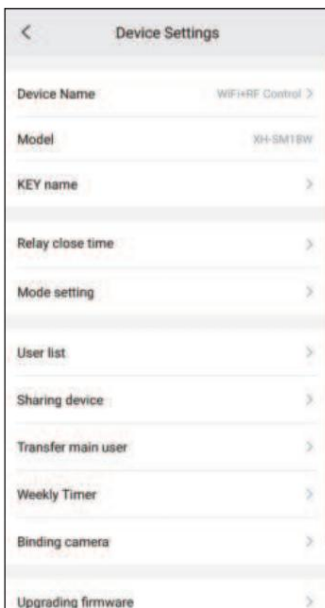 Device Settings
Device Name WiFi+RF Control
Model XH-SM18W
KEY name
Relay close time
Mode setting
User list
Sharing device
Transfer main user
Weekly Timer
Binding camera
Upgrading firmware